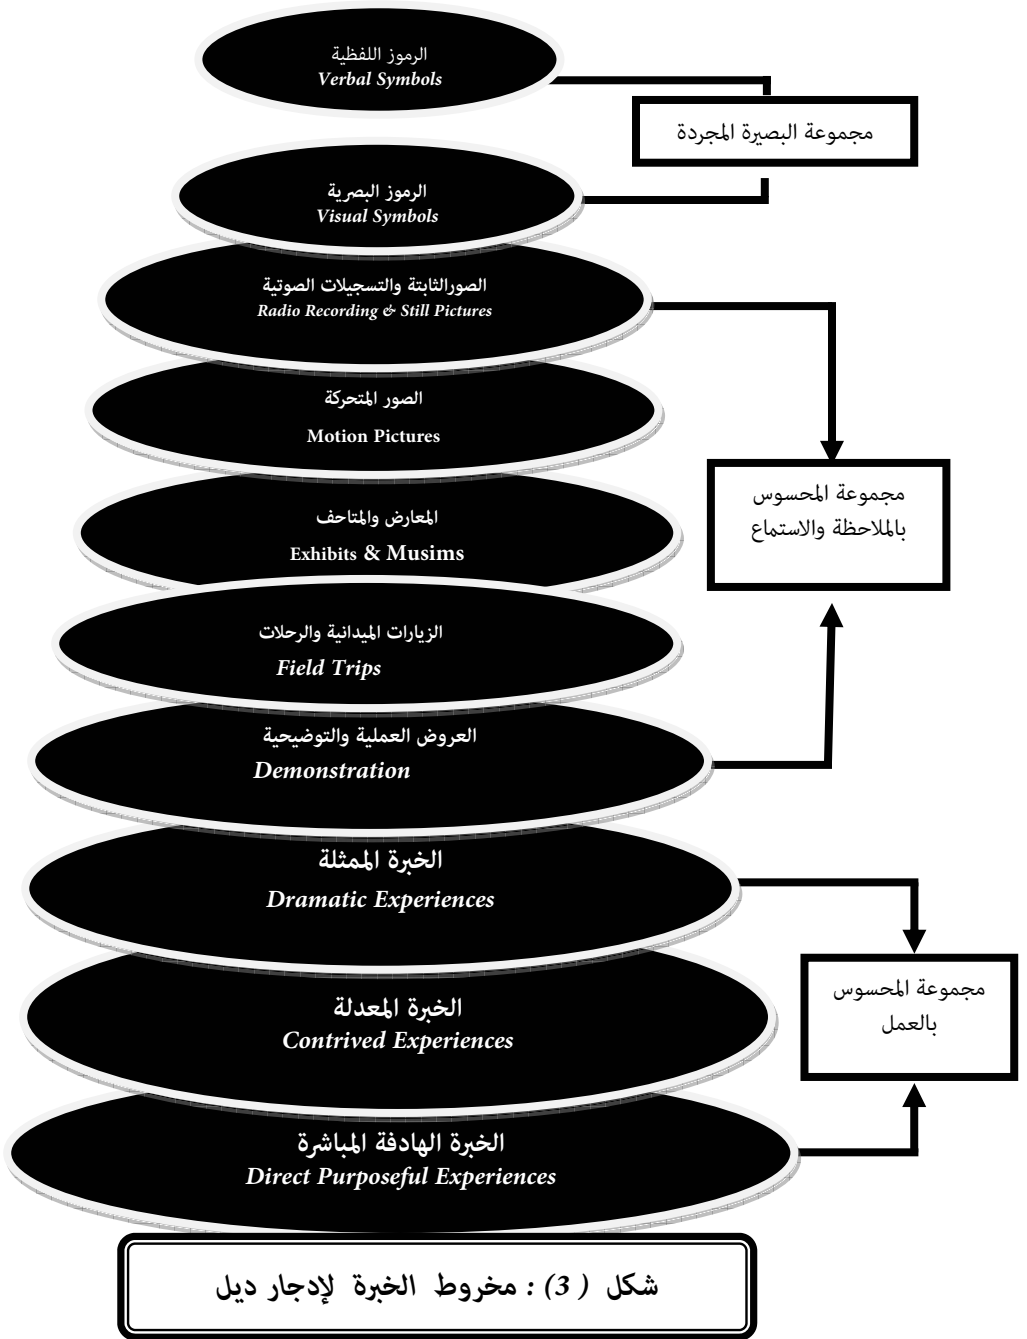 الرموز اللفظية
Verbal Symbols
مجموعة البصيرة المجردة
الرموز البصرية
Visual Symbols
الصورالثابتة والتسجيلات الصوتية
Radio Recording & Still Pictures
الصور المتحركة
Motion Pictures
مجموعة المحسوس
بالملاحظة والاستماع
المعارض والمتاحف
Exhibits & Musims
الزيارات الميدانية والرحلات
Field Trips
العروض العملية والتوضيحية
Demonstration
الخبرة الممثلة
Dramatic Experiences
مجموعة المحسوس
بالعمل
الخبرة المعدلة
Contrived Experiences
الخبرة الهادفة المباشرة
Direct Purposeful Experiences
شكل ( 3) : مخروط الخبرة لإدجار ديل